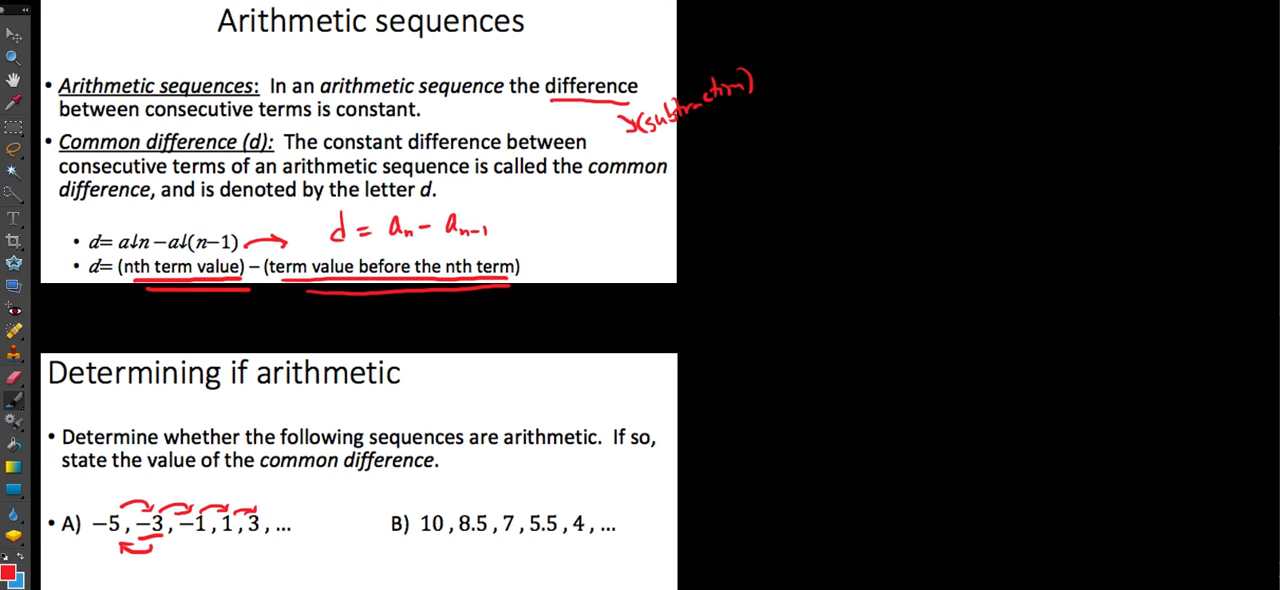 Arithmetic sequences
• Arithmetic sequences: In an arithmetic sequence the difference
between consecutive terms is constant.
(subtraction)
• Common difference (d): The constant difference between
consecutive terms of an arithmetic sequence is called the common
difference, and is denoted by the letter d.
• d= a↓n −a↓(n−1)
d = aₙ − aₙ₋₁
• d= (nth term value) − (term value before the nth term)
Determining if arithmetic
• Determine whether the following sequences are arithmetic. If so,
state the value of the common difference.
• A) −5 , −3 , −1 , 1 , 3 , ... B) 10 , 8.5 , 7 , 5.5 , 4 , ...